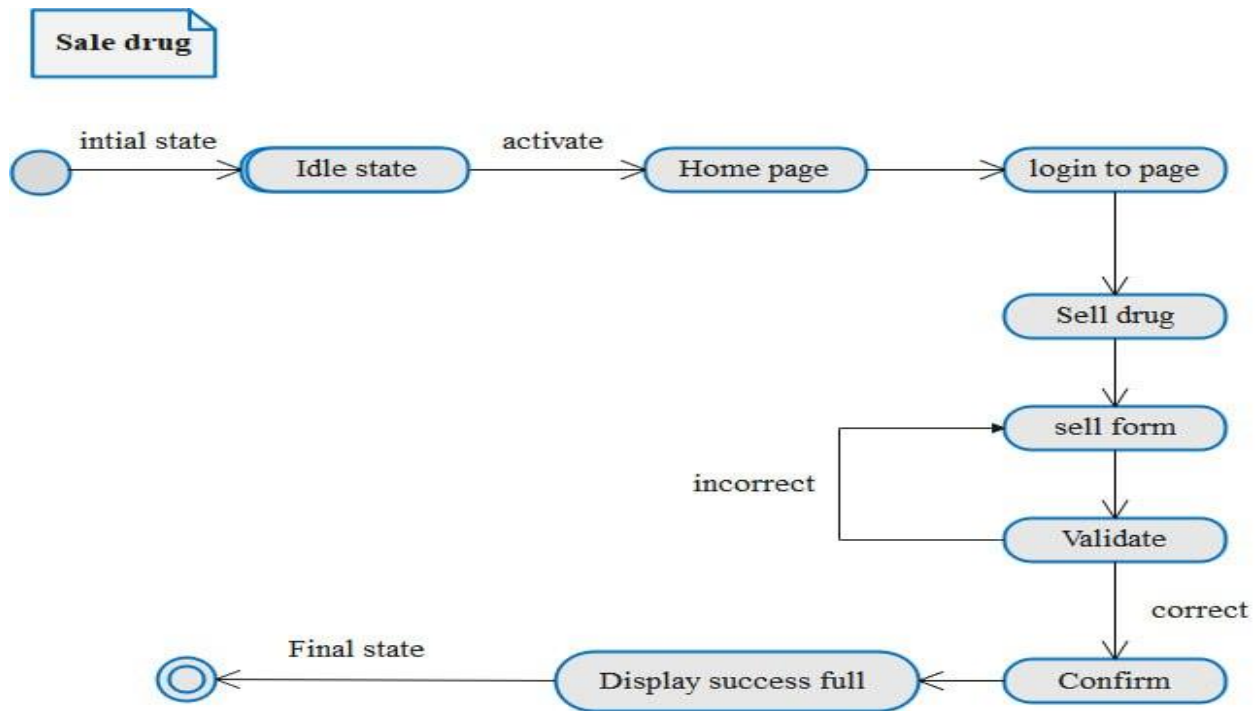 Sale drug
intial state
Idle state
activate
Home page
login to page
Sell drug
sell form
incorrect
Validate
correct
Confirm
Display success full
Final state